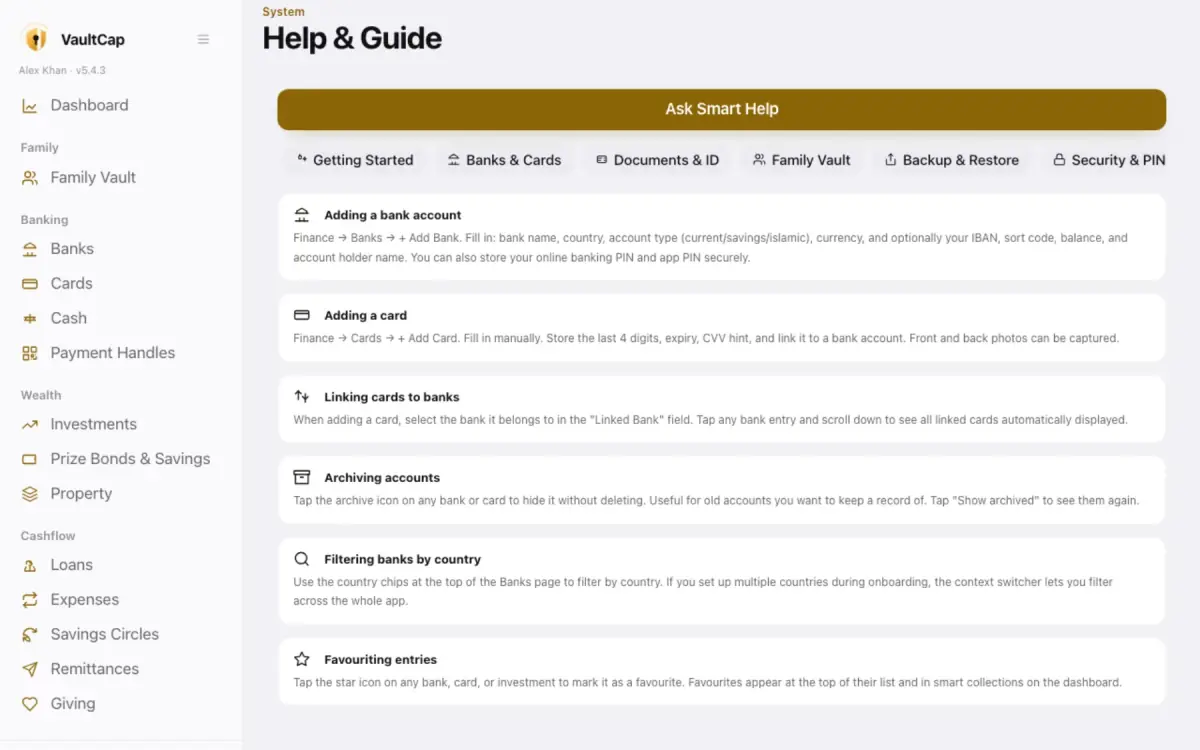 VaultCap
Alex Khan · v5.4.3
Dashboard
Family
Family Vault
Banking
Banks
Cards
Cash
Payment Handles
Wealth
Investments
Prize Bonds & Savings
Property
Cashflow
Loans
Expenses
Savings Circles
Remittances
Giving
System
Help & Guide
Ask Smart Help
Getting Started
Banks & Cards
Documents & ID
Family Vault
Backup & Restore
Security & PIN
Adding a bank account
Finance → Banks → + Add Bank. Fill in: bank name, country, account type (current/savings/islamic), currency, and optionally your IBAN, sort code, balance, and
account holder name. You can also store your online banking PIN and app PIN securely.
Adding a card
Finance → Cards → + Add Card. Fill in manually. Store the last 4 digits, expiry, CVV hint, and link it to a bank account. Front and back photos can be captured.
Linking cards to banks
When adding a card, select the bank it belongs to in the "Linked Bank" field. Tap any bank entry and scroll down to see all linked cards automatically displayed.
Archiving accounts
Tap the archive icon on any bank or card to hide it without deleting. Useful for old accounts you want to keep a record of. Tap "Show archived" to see them again.
Filtering banks by country
Use the country chips at the top of the Banks page to filter by country. If you set up multiple countries during onboarding, the context switcher lets you filter
across the whole app.
Favouriting entries
Tap the star icon on any bank, card, or investment to mark it as a favourite. Favourites appear at the top of their list and in smart collections on the dashboard.